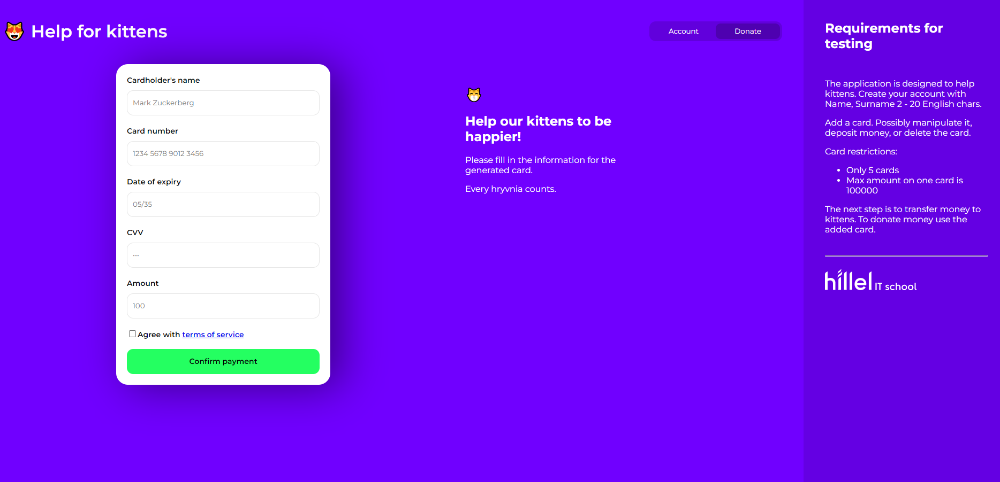 Help for kittens
Account
Donate
Cardholder's name
Mark Zuckerberg
Card number
1234 5678 9012 3456
Date of expiry
05/35
CVV
...
Amount
100
Agree with terms of service
Confirm payment
Help our kittens to be
happier!
Please fill in the information for the
generated card.
Every hryvnia counts.
Requirements for
testing
The application is designed to help
kittens. Create your account with
Name, Surname 2 - 20 English chars.
Add a card. Possibly manipulate it,
deposit money, or delete the card.
Card restrictions:
• Only 5 cards
• Max amount on one card is
100000
The next step is to transfer money to
kittens. To donate money use the
added card.
hillel IT school